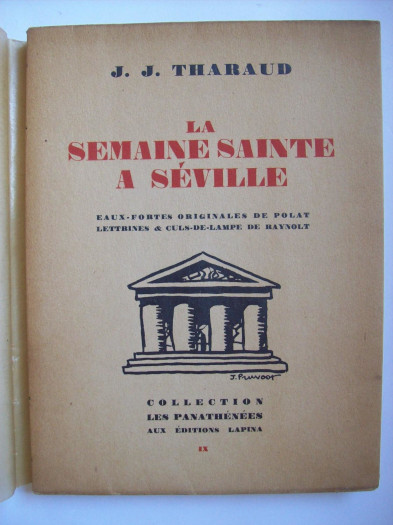 J. J. THARAUD
LA
SEMAINE SAINTE
A SÉVILLE
EAUX-FORTES ORIGINALES DE POLAT
LETTRINES & CULS-DE-LAMPE DE RAYNOLT
J. PRUVOST
COLLECTION
LES PANATHÉNÉES
AUX ÉDITIONS LAPINA
IX